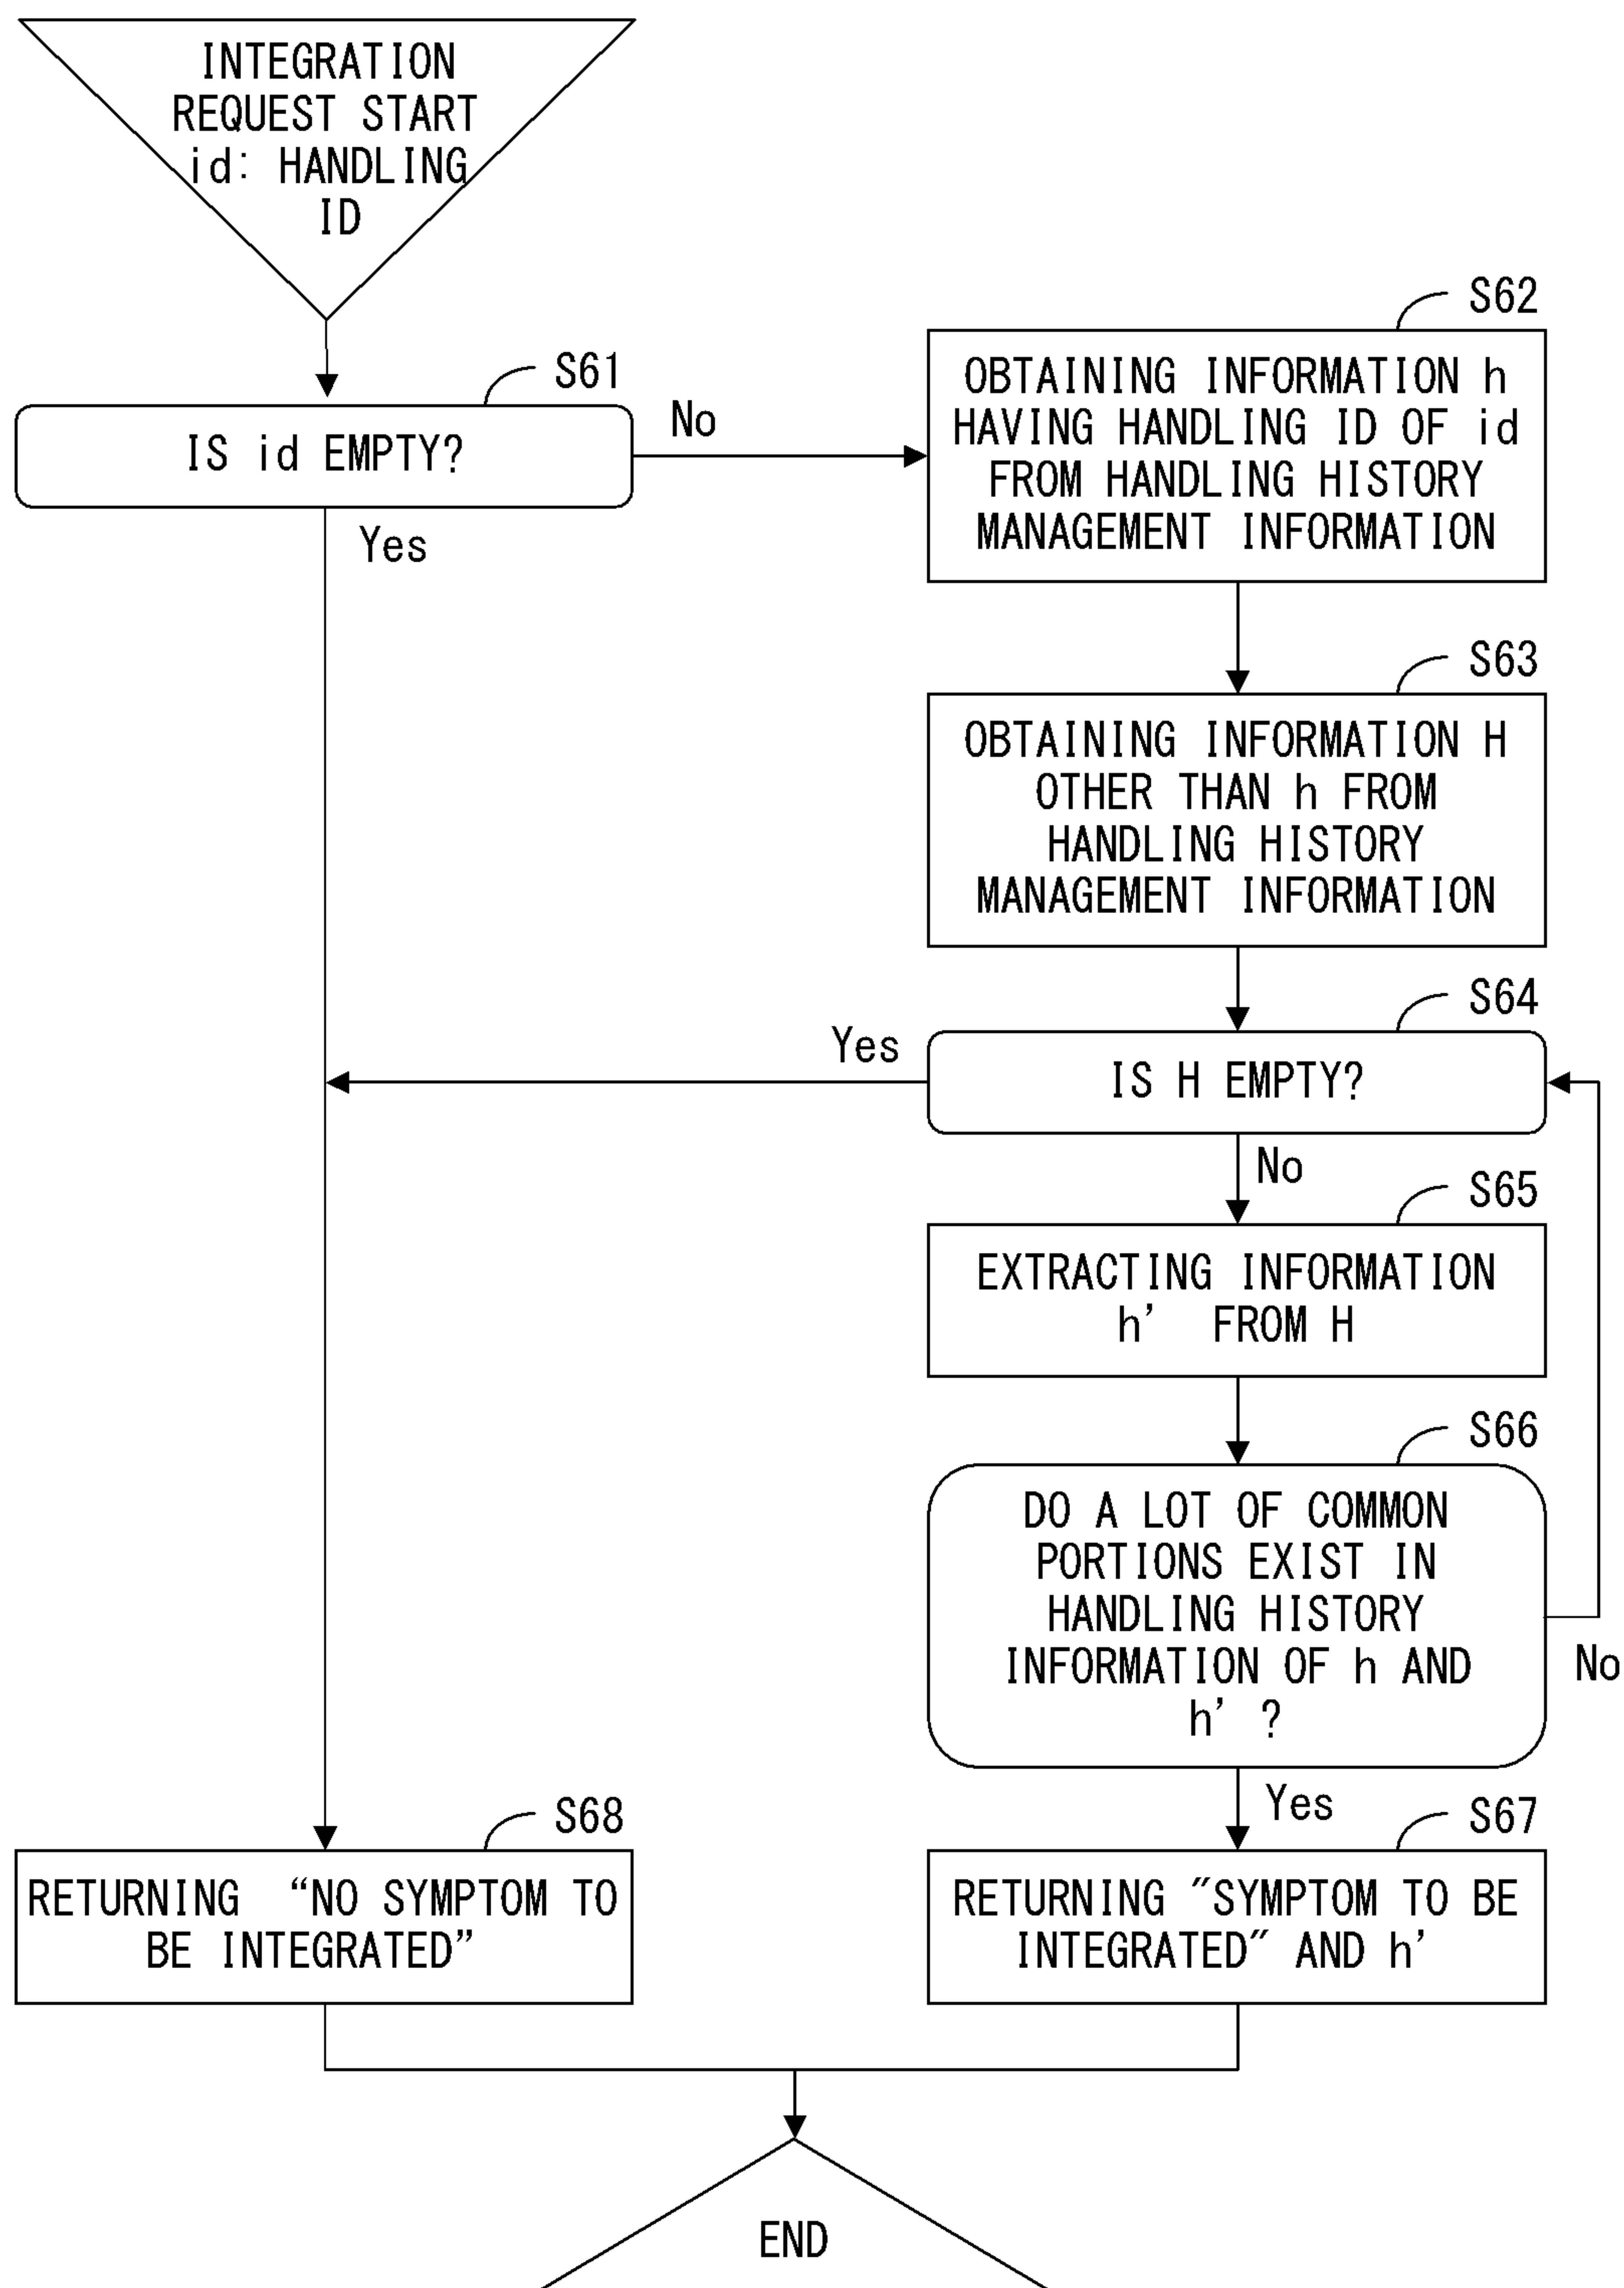 INTEGRATION
REQUEST START
id: HANDLING
ID
S61
IS id EMPTY?
No
Yes
S62
OBTAINING INFORMATION h
HAVING HANDLING ID OF id
FROM HANDLING HISTORY
MANAGEMENT INFORMATION
S63
OBTAINING INFORMATION H
OTHER THAN h FROM
HANDLING HISTORY
MANAGEMENT INFORMATION
S64
Yes
IS H EMPTY?
No
S65
EXTRACTING INFORMATION
h’ FROM H
S66
DO A LOT OF COMMON
PORTIONS EXIST IN
HANDLING HISTORY
INFORMATION OF h AND
h’ ?
No
Yes
S68
RETURNING “NO SYMPTOM TO
BE INTEGRATED”
S67
RETURNING ″SYMPTOM TO BE
INTEGRATED″ AND h’
END